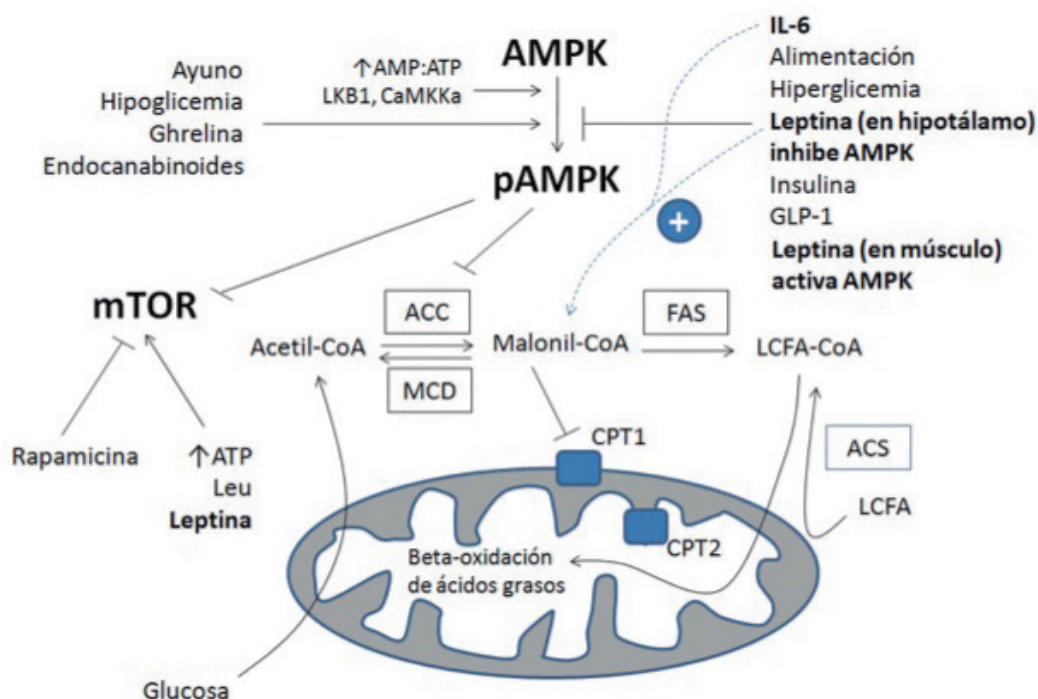 AMPK
↑AMP:ATP
LKB1, CaMKKa
Ayuno
Hipoglicemia
Ghrelina
Endocanabinoides
IL-6
Alimentación
Hiperglicemia
Leptina (en hipotálamo)
inhibe AMPK
Insulina
GLP-1
Leptina (en músculo)
activa AMPK
pAMPK
+
mTOR
ACC
FAS
Acetil-CoA
Malonil-CoA
LCFA-CoA
MCD
Rapamicina
↑ATP
Leu
Leptina
CPT1
ACS
LCFA
CPT2
Beta-oxidación
de ácidos grasos
Glucosa